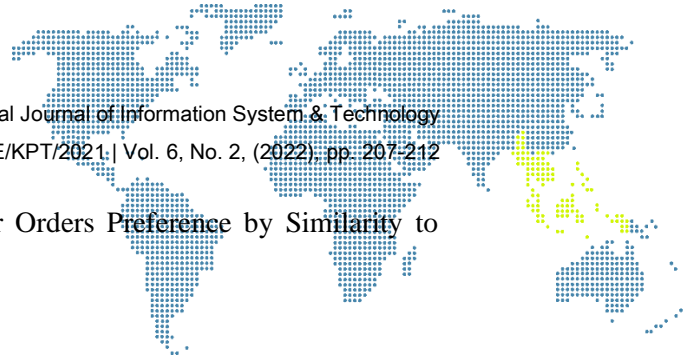 al Journal of Information System & Technology
E/KPT/2021 | Vol. 6, No. 2, (2022), pp. 207-212
r Orders Preference by Similarity to